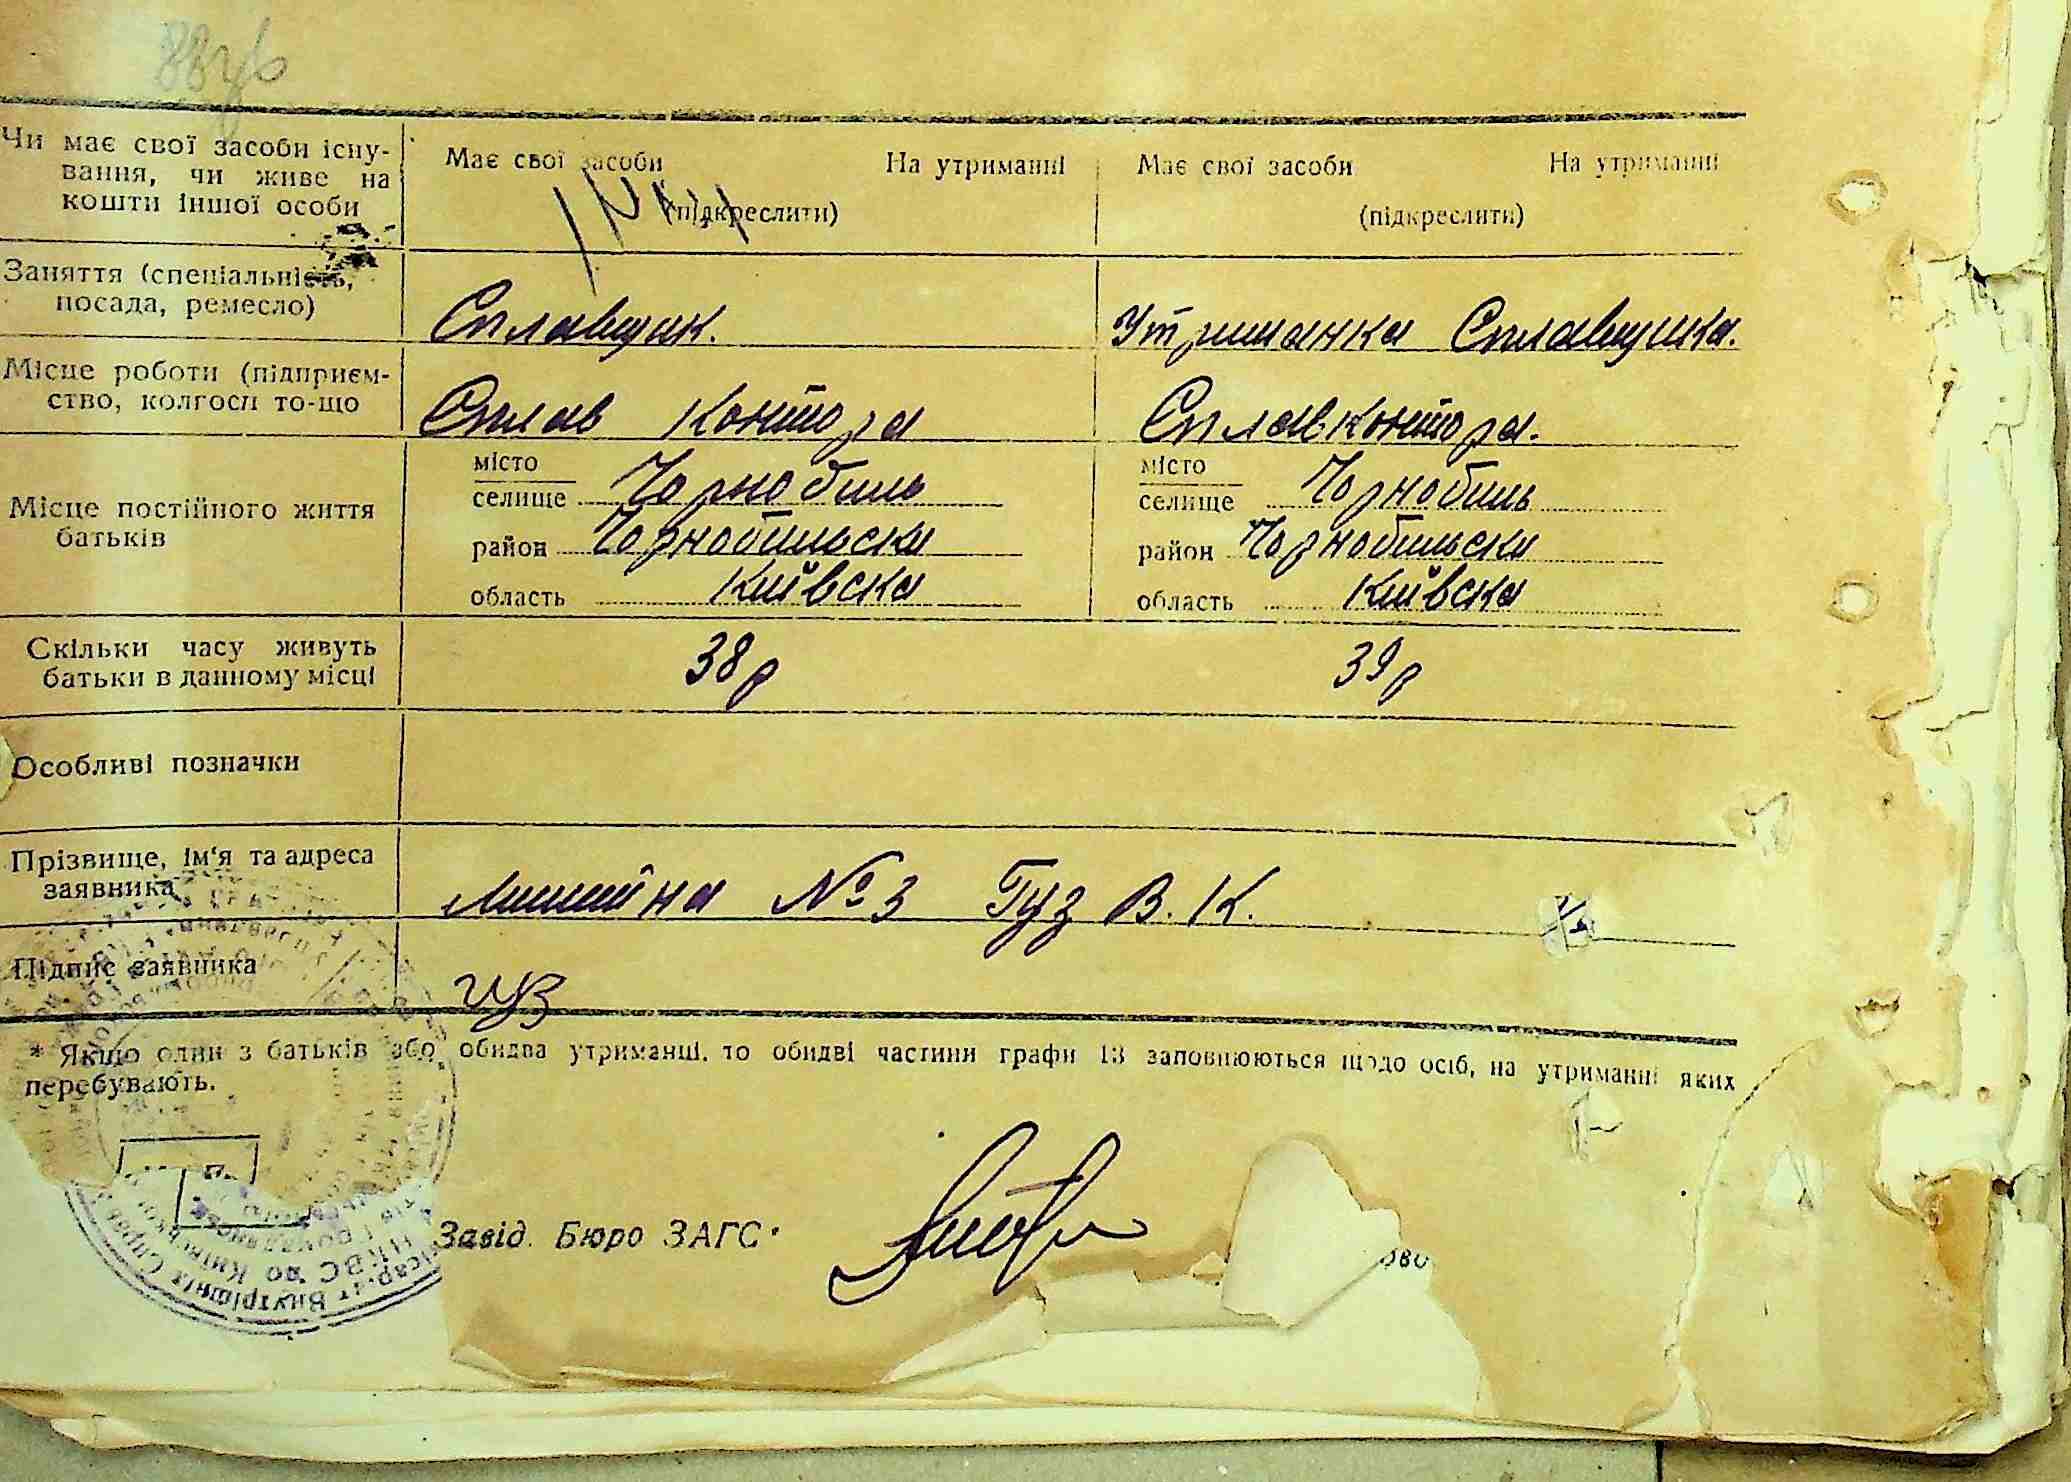 Чи має свої засоби існу-
вання, чи живе на
кошти іншої особи
Має свої засоби На утриманні
(підкреслити)
Має свої засоби На утриманні
(підкреслити)
Заняття (спеціальність,
посада, ремесло)
Сплавщик.
Утриманка Сплавщика.
Місце роботи (підприєм-
ство, колгосп то-що
Сплав Контора
Сплавконтора.
Місце постійного життя
батьків
місто
селище Чорнобиль
район Чорнобильски
область Київска
місто
селище Чорнобиль
район Чорнобильски
область Київска
Скільки часу живуть
батьки в данному місці
38 р
39 р
Особливі позначки
Прізвище, ім'я та адреса
заявника
Лишийна № 3 Гуз В. К.
Підпис заявника
Гуз
* Якщо один з батьків або обидва утриманці, то обидві частини графи 13 заповнюються щодо осіб, на утриманні яких
перебувають.
Завід. Бюро ЗАГС